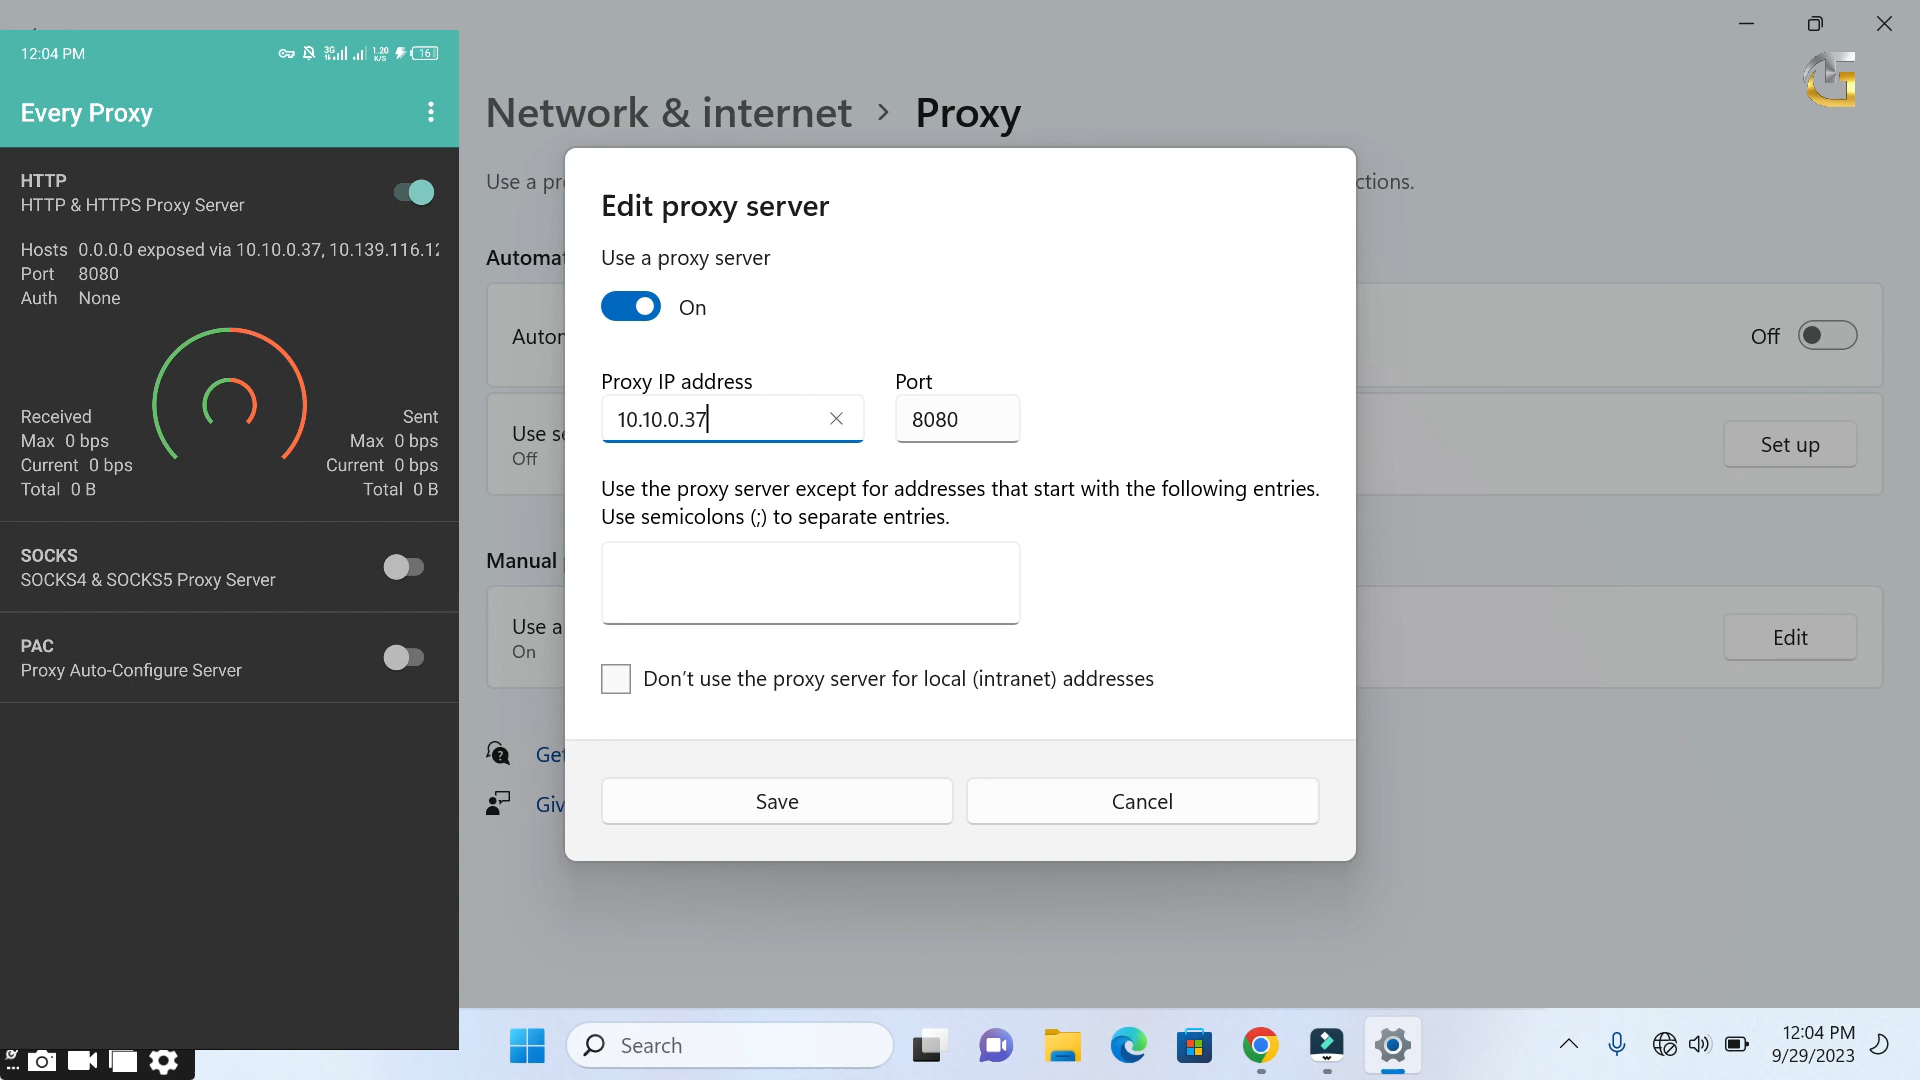 12:04 PM
3G
1.20
K/S
16
Every Proxy
HTTP
HTTP & HTTPS Proxy Server
Hosts 0.0.0.0 exposed via 10.10.0.37, 10.139.116.12
Port 8080
Auth None
Received
Max 0 bps
Current 0 bps
Total 0 B
Sent
Max 0 bps
Current 0 bps
Total 0 B
SOCKS
SOCKS4 & SOCKS5 Proxy Server
PAC
Proxy Auto-Configure Server
Network & internet > Proxy
Use a pr
ctions.
Automa
Autor
Off
Use s
Off
Set up
Manual
Use a
On
Edit
Get
Giv
Edit proxy server
Use a proxy server
On
Proxy IP address
Port
10.10.0.37
8080
Use the proxy server except for addresses that start with the following entries.
Use semicolons (;) to separate entries.
Don't use the proxy server for local (intranet) addresses
Save
Cancel
Search
12:04 PM
9/29/2023